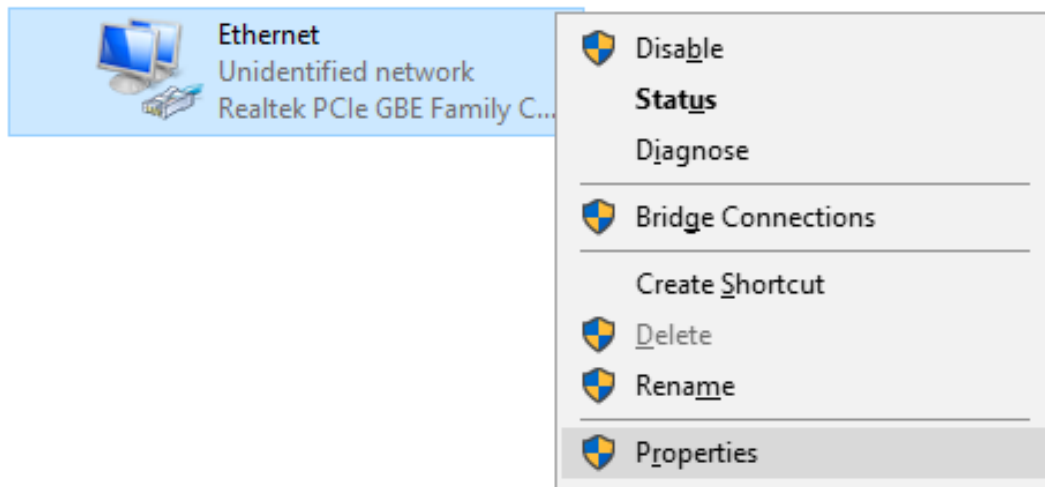 Ethernet
Unidentified network
Realtek PCIe GBE Family C...
Disable
Status
Diagnose
Bridge Connections
Create Shortcut
Delete
Rename
Properties